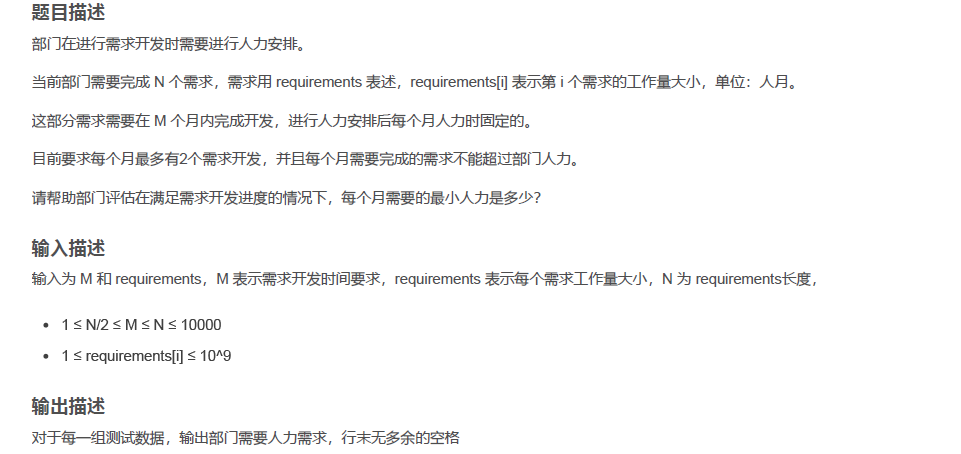 题目描述
部门在进行需求开发时需要进行人力安排。
当前部门需要完成 N 个需求，需求用 requirements 表述，requirements[i] 表示第 i 个需求的工作量大小，单位：人月。
这部分需求需要在 M 个月内完成开发，进行人力安排后每个月人力时固定的。
目前要求每个月最多有2个需求开发，并且每个月需要完成的需求不能超过部门人力。
请帮助部门评估在满足需求开发进度的情况下，每个月需要的最小人力是多少？
输入描述
输入为 M 和 requirements，M 表示需求开发时间要求，requirements 表示每个需求工作量大小，N 为 requirements长度，
• 1 ≤ N/2 ≤ M ≤ N ≤ 10000
• 1 ≤ requirements[i] ≤ 10^9
输出描述
对于每一组测试数据，输出部门需要人力需求，行末无多余的空格